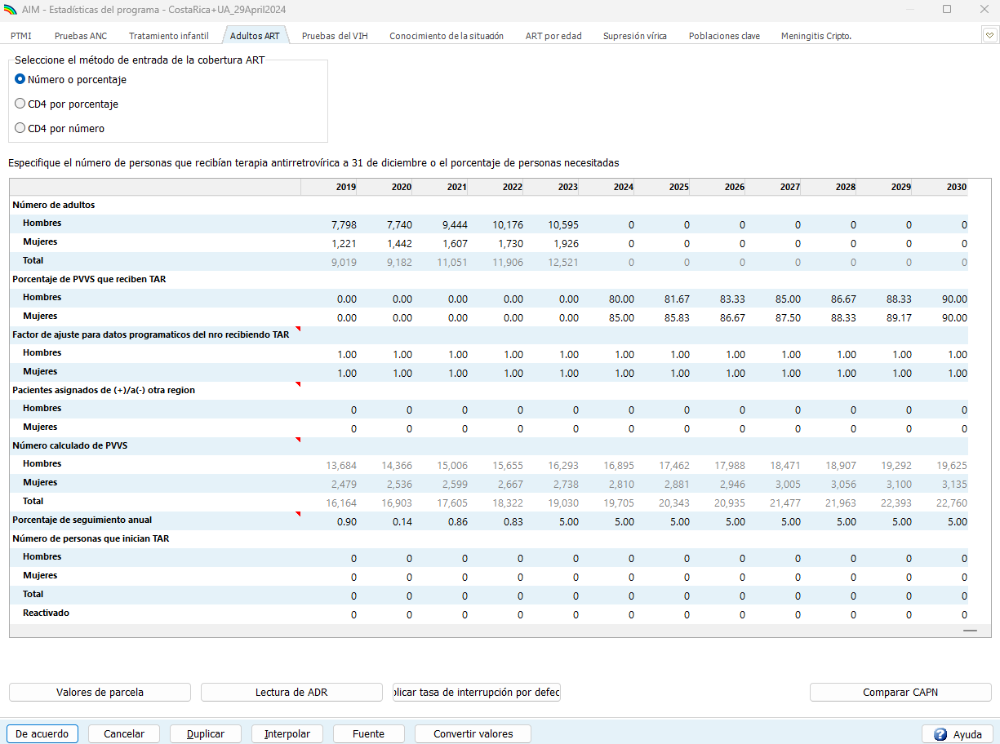 AIM - Estadísticas del programa - CostaRica+UA_29April2024
PTMI Pruebas ANC Tratamiento infantil Adultos ART Pruebas del VIH Conocimiento de la situación ART por edad Supresión vírica Poblaciones clave Meningitis Cripto.
Seleccione el método de entrada de la cobertura ART
Número o porcentaje
CD4 por porcentaje
CD4 por número
Especifique el número de personas que recibían terapia antirretrovírica a 31 de diciembre o el porcentaje de personas necesitadas
2019 2020 2021 2022 2023 2024 2025 2026 2027 2028 2029 2030
Número de adultos
Hombres 7,798 7,740 9,444 10,176 10,595 0 0 0 0 0 0 0
Mujeres 1,221 1,442 1,607 1,730 1,926 0 0 0 0 0 0 0
Total 9,019 9,182 11,051 11,906 12,521 0 0 0 0 0 0 0
Porcentaje de PVVS que reciben TAR
Hombres 0.00 0.00 0.00 0.00 0.00 80.00 81.67 83.33 85.00 86.67 88.33 90.00
Mujeres 0.00 0.00 0.00 0.00 0.00 85.00 85.83 86.67 87.50 88.33 89.17 90.00
Factor de ajuste para datos programaticos del nro recibiendo TAR
Hombres 1.00 1.00 1.00 1.00 1.00 1.00 1.00 1.00 1.00 1.00 1.00 1.00
Mujeres 1.00 1.00 1.00 1.00 1.00 1.00 1.00 1.00 1.00 1.00 1.00 1.00
Pacientes asignados de (+)/a(-) otra region
Hombres 0 0 0 0 0 0 0 0 0 0 0 0
Mujeres 0 0 0 0 0 0 0 0 0 0 0 0
Número calculado de PVVS
Hombres 13,684 14,366 15,006 15,655 16,293 16,895 17,462 17,988 18,471 18,907 19,292 19,625
Mujeres 2,479 2,536 2,599 2,667 2,738 2,810 2,881 2,946 3,005 3,056 3,100 3,135
Total 16,164 16,903 17,605 18,322 19,030 19,705 20,343 20,935 21,477 21,963 22,393 22,760
Porcentaje de seguimiento anual 0.90 0.14 0.86 0.83 5.00 5.00 5.00 5.00 5.00 5.00 5.00 5.00
Número de personas que inician TAR
Hombres 0 0 0 0 0 0 0 0 0 0 0 0
Mujeres 0 0 0 0 0 0 0 0 0 0 0 0
Total 0 0 0 0 0 0 0 0 0 0 0 0
Reactivado 0 0 0 0 0 0 0 0 0 0 0 0
Valores de parcela Lectura de ADR plicar tasa de interrupción por defec Comparar CAPN
De acuerdo Cancelar Duplicar Interpolar Fuente Convertir valores ? Ayuda